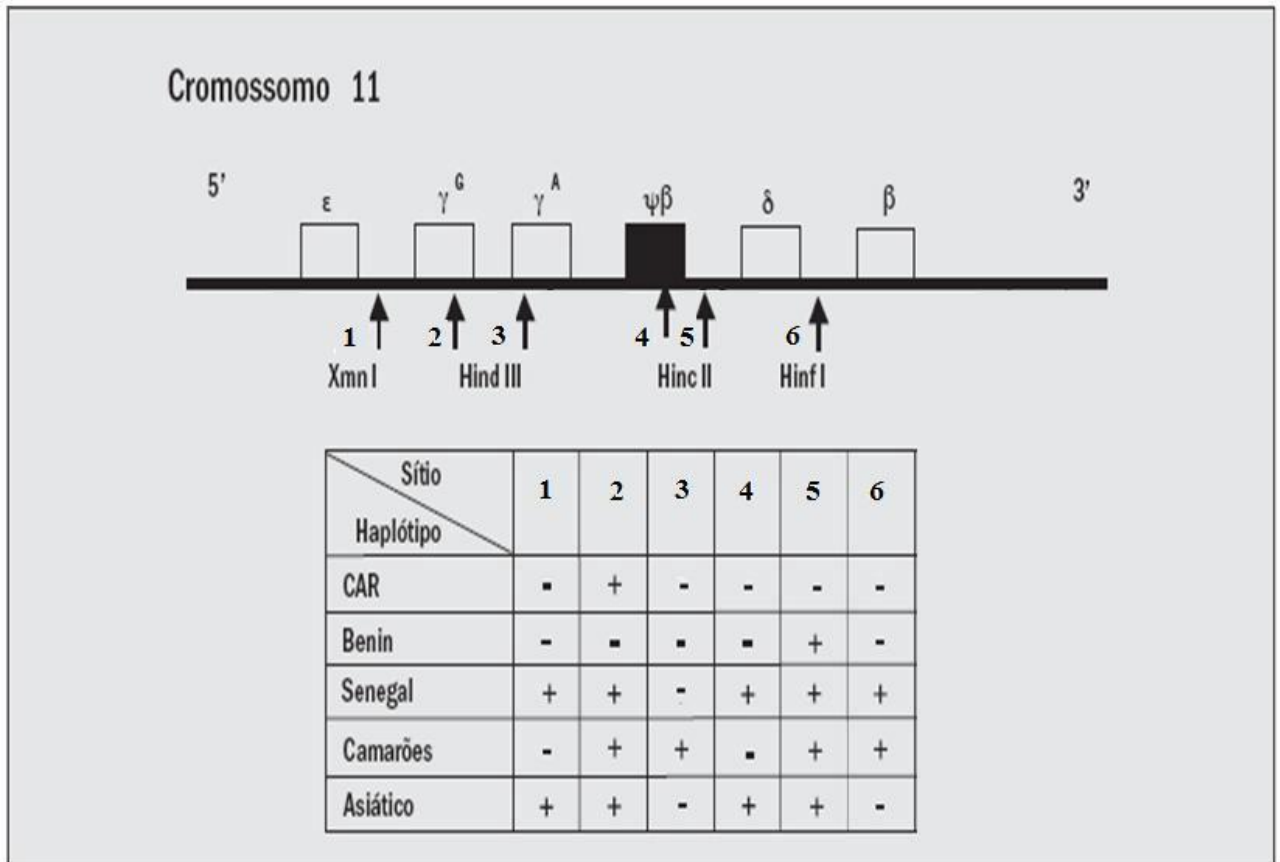 Cromossomo 11
5’ ε γ G γ A ψβ δ β 3’
1 2 3 4 5 6
Xmn I Hind III Hinc II Hinf I
Sítio 1 2 3 4 5 6
Haplótipo
CAR - + - - - -
Benin - - - - + -
Senegal + + - + + +
Camarões - + + - + +
Asiático + + - + + -